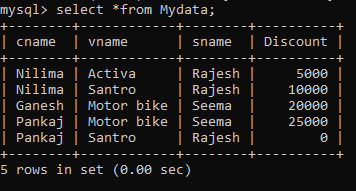 mysql> select *from Mydata;
+--------+------------+--------+----------+
| cname | vname | sname | Discount |
+--------+------------+--------+----------+
| Nilima | Activa | Rajesh | 5000 |
| Nilima | Santro | Rajesh | 10000 |
| Ganesh | Motor bike | Seema | 20000 |
| Pankaj | Motor bike | Seema | 25000 |
| Pankaj | Santro | Rajesh | 0 |
+--------+------------+--------+----------+
5 rows in set (0.00 sec)